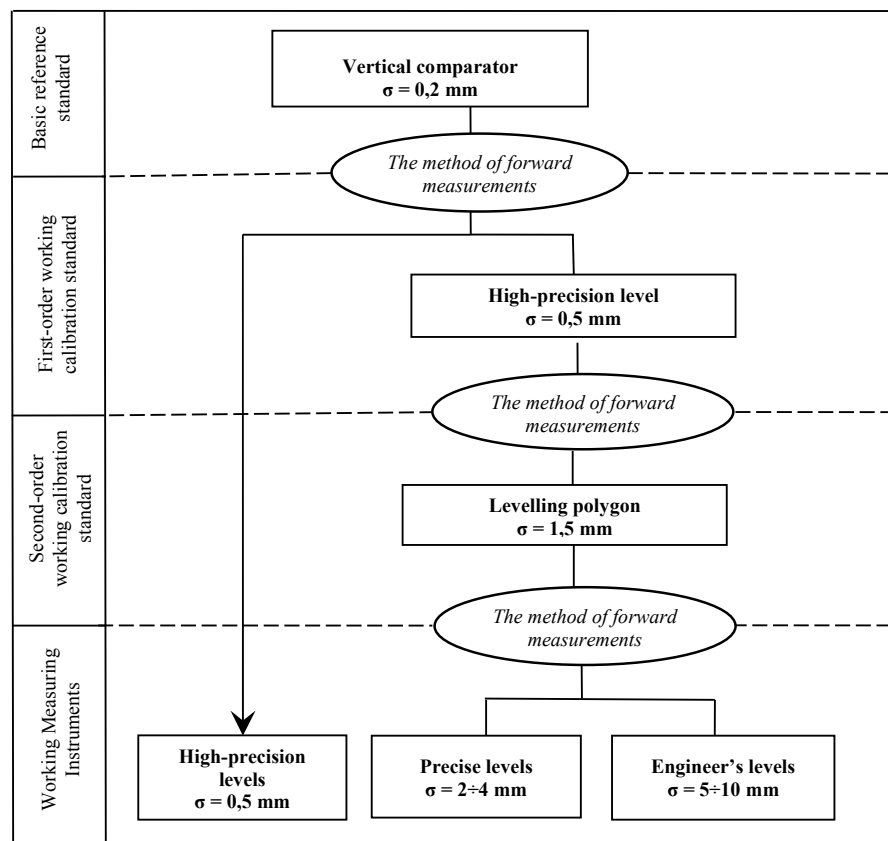 Basic reference
standard
Vertical comparator
σ = 0,2 mm
The method of forward
measurements
First-order working
calibration standard
High-precision level
σ = 0,5 mm
The method of forward
measurements
Second-order
working calibration
standard
Levelling polygon
σ = 1,5 mm
The method of forward
measurements
Working Measuring
Instruments
High-precision
levels
σ = 0,5 mm
Precise levels
σ = 2÷4 mm
Engineer’s levels
σ = 5÷10 mm